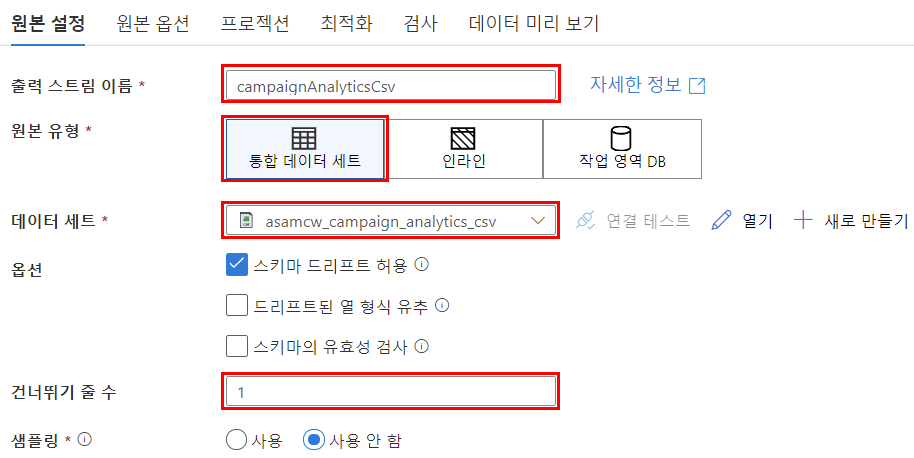 원본 설정 원본 옵션 프로젝션 최적화 검사 데이터 미리 보기
출력 스트림 이름 * campaignAnalyticsCsv 자세한 정보
원본 유형 * 통합 데이터 세트 인라인 작업 영역 DB
데이터 세트 * asamcw_campaign_analytics_csv 연결 테스트 열기 새로 만들기
옵션 스키마 드리프트 허용
드리프트된 열 형식 유추
스키마의 유효성 검사
건너뛰기 줄 수 1
샘플링 * 사용 사용 안 함